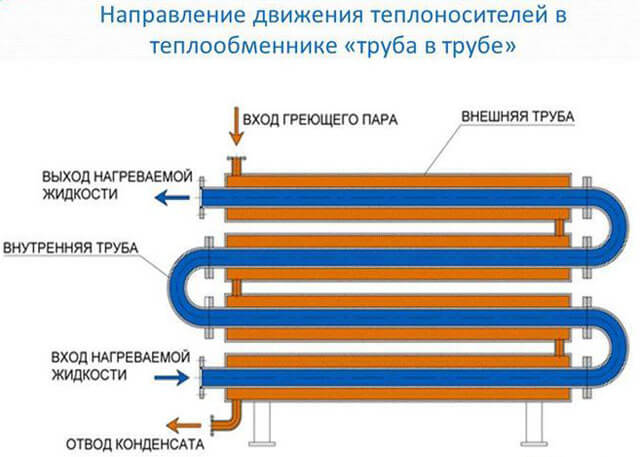 Направление движения теплоносителей в
теплообменнике «труба в трубе»
ВХОД ГРЕЮЩЕГО ПАРА
ВНЕШНЯЯ ТРУБА
ВЫХОД НАГРЕВАЕМОЙ
ЖИДКОСТИ
ВНУТРЕННЯЯ ТРУБА
ВХОД НАГРЕВАЕМОЙ
ЖИДКОСТИ
ОТВОД КОНДЕНСАТА